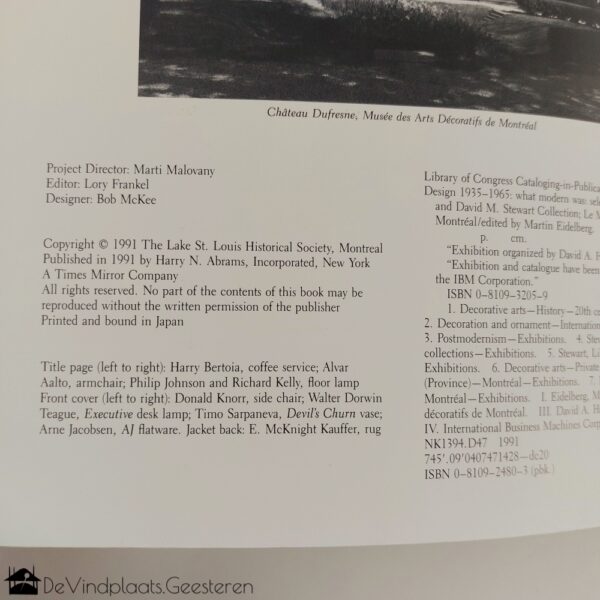 Château Dufresne, Musée des Arts Décoratifs de Montréal
Project Director: Marti Malovany
Editor: Lory Frankel
Designer: Bob McKee
Copyright © 1991 The Lake St. Louis Historical Society, Montreal
Published in 1991 by Harry N. Abrams, Incorporated, New York
A Times Mirror Company
All rights reserved. No part of the contents of this book may be
reproduced without the written permission of the publisher
Printed and bound in Japan
Title page (left to right): Harry Bertoia, coffee service; Alvar
Aalto, armchair; Philip Johnson and Richard Kelly, floor lamp
Front cover (left to right): Donald Knorr, side chair; Walter Dorwin
Teague, Executive desk lamp; Timo Sarpaneva, Devil's Churn vase;
Arne Jacobsen, AJ flatware. Jacket back: E. McKnight Kauffer, rug
Library of Congress Cataloging-in-Publica
Design 1935–1965: what modern was: sele
and David M. Stewart Collection; Le M
Montréal/edited by Martin Eidelberg.
p. cm.
"Exhibition organized by David A. H
"Exhibition and catalogue have been
the IBM Corporation."
ISBN 0–8109–3205–9
1. Decorative arts—History—20th ce
2. Decoration and ornament—Internation
3. Postmodernism—Exhibitions. 4. Stew
collections—Exhibitions. 5. Stewart, Li
Exhibitions. 6. Decorative arts—Private
(Province)—Montréal—Exhibitions. 7.
Montréal—Exhibitions. I. Eidelberg, M
décoratifs de Montréal. III. David A. H
IV. International Business Machines Corp
NK1394.D47 1991
745'.09'0407471428—dc20
ISBN 0–8109–2480–3 (pbk.)
DeVindplaats.Geesteren